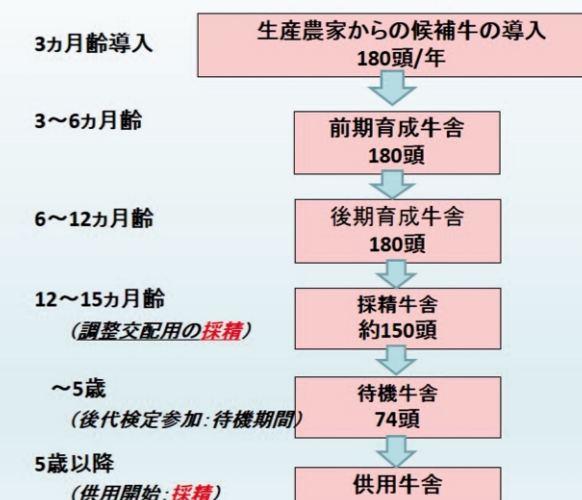 3ヵ月齢導入
生産農家からの候補牛の導入
180頭/年
3～6ヵ月齢
前期育成牛舎
180頭
6～12ヵ月齢
後期育成牛舎
180頭
12～15ヵ月齢
（調整交配用の採精）
採精牛舎
約150頭
～5歳
（後代検定参加：待機期間）
待機牛舎
74頭
5歳以降
（供用開始：採精）
供用牛舎